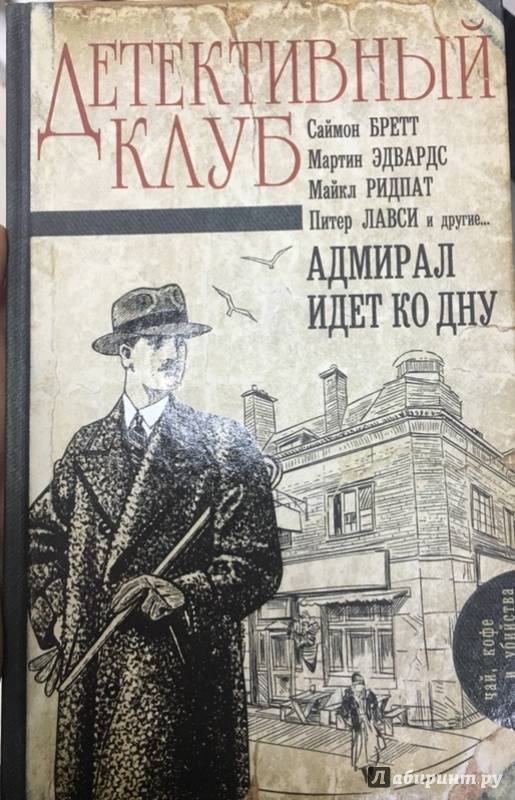 ДЕТЕКТИВНЫЙ
КЛУБ
Саймон БРЕТТ
Мартин ЭДВАРДС
Майкл РИДПАТ
Питер ЛАВСИ и другие...
АДМИРАЛ
ИДЕТ КО ДНУ
чай, кофе
и убийства
Лабиринт.ру